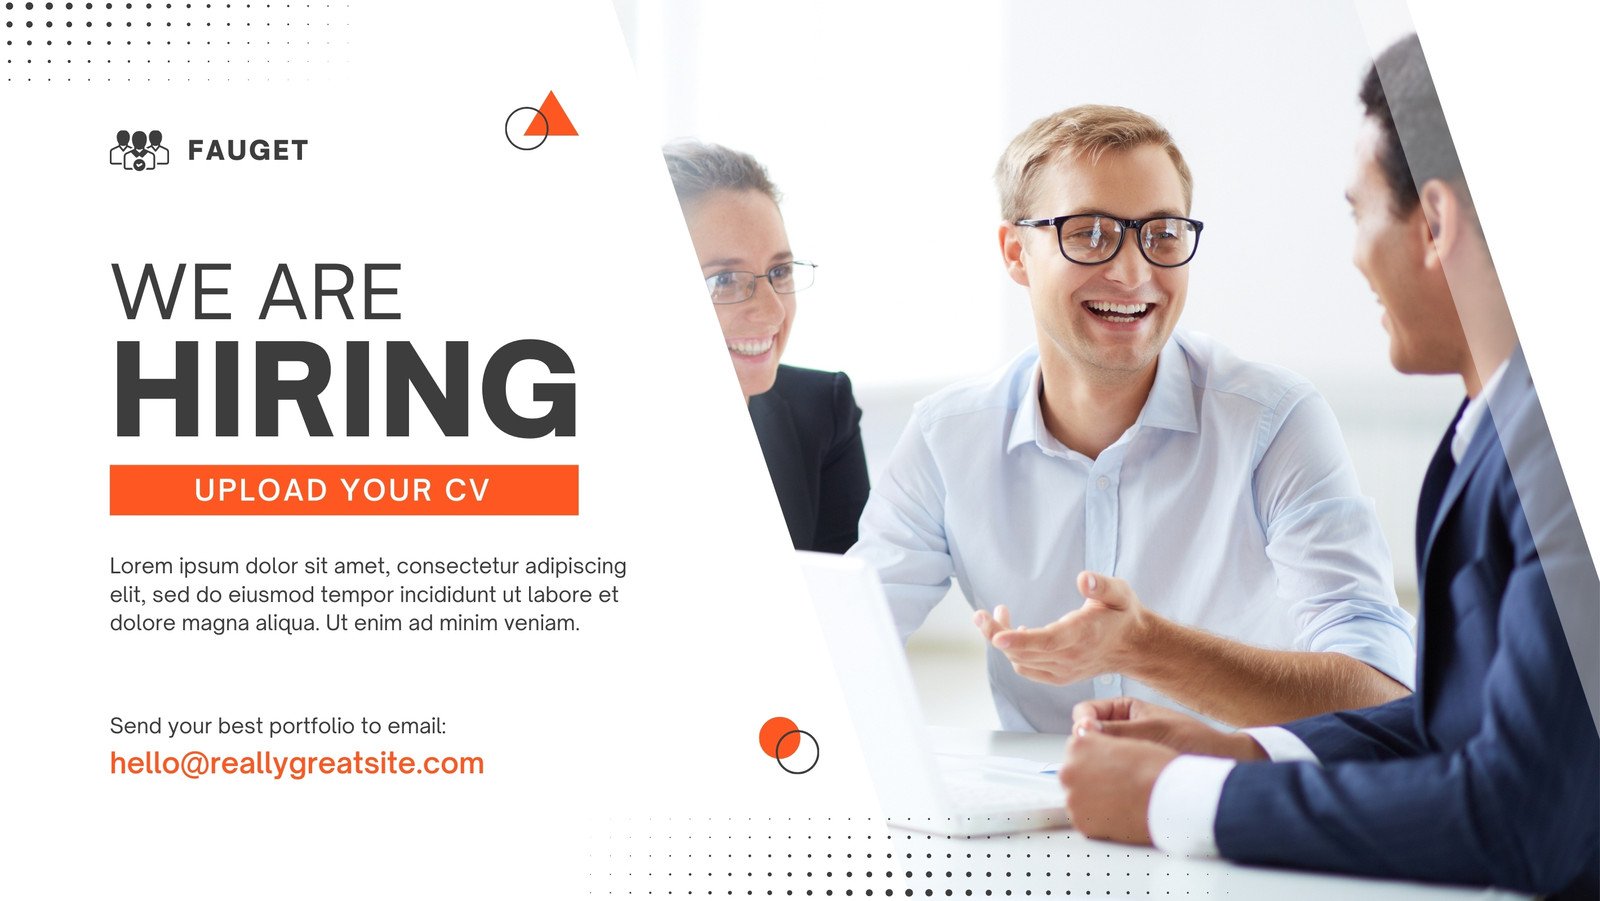 FAUGET
WE ARE
HIRING
UPLOAD YOUR CV
Lorem ipsum dolor sit amet, consectetur adipiscing
elit, sed do eiusmod tempor incididunt ut labore et
dolore magna aliqua. Ut enim ad minim veniam.
Send your best portfolio to email:
hello@reallygreatsite.com